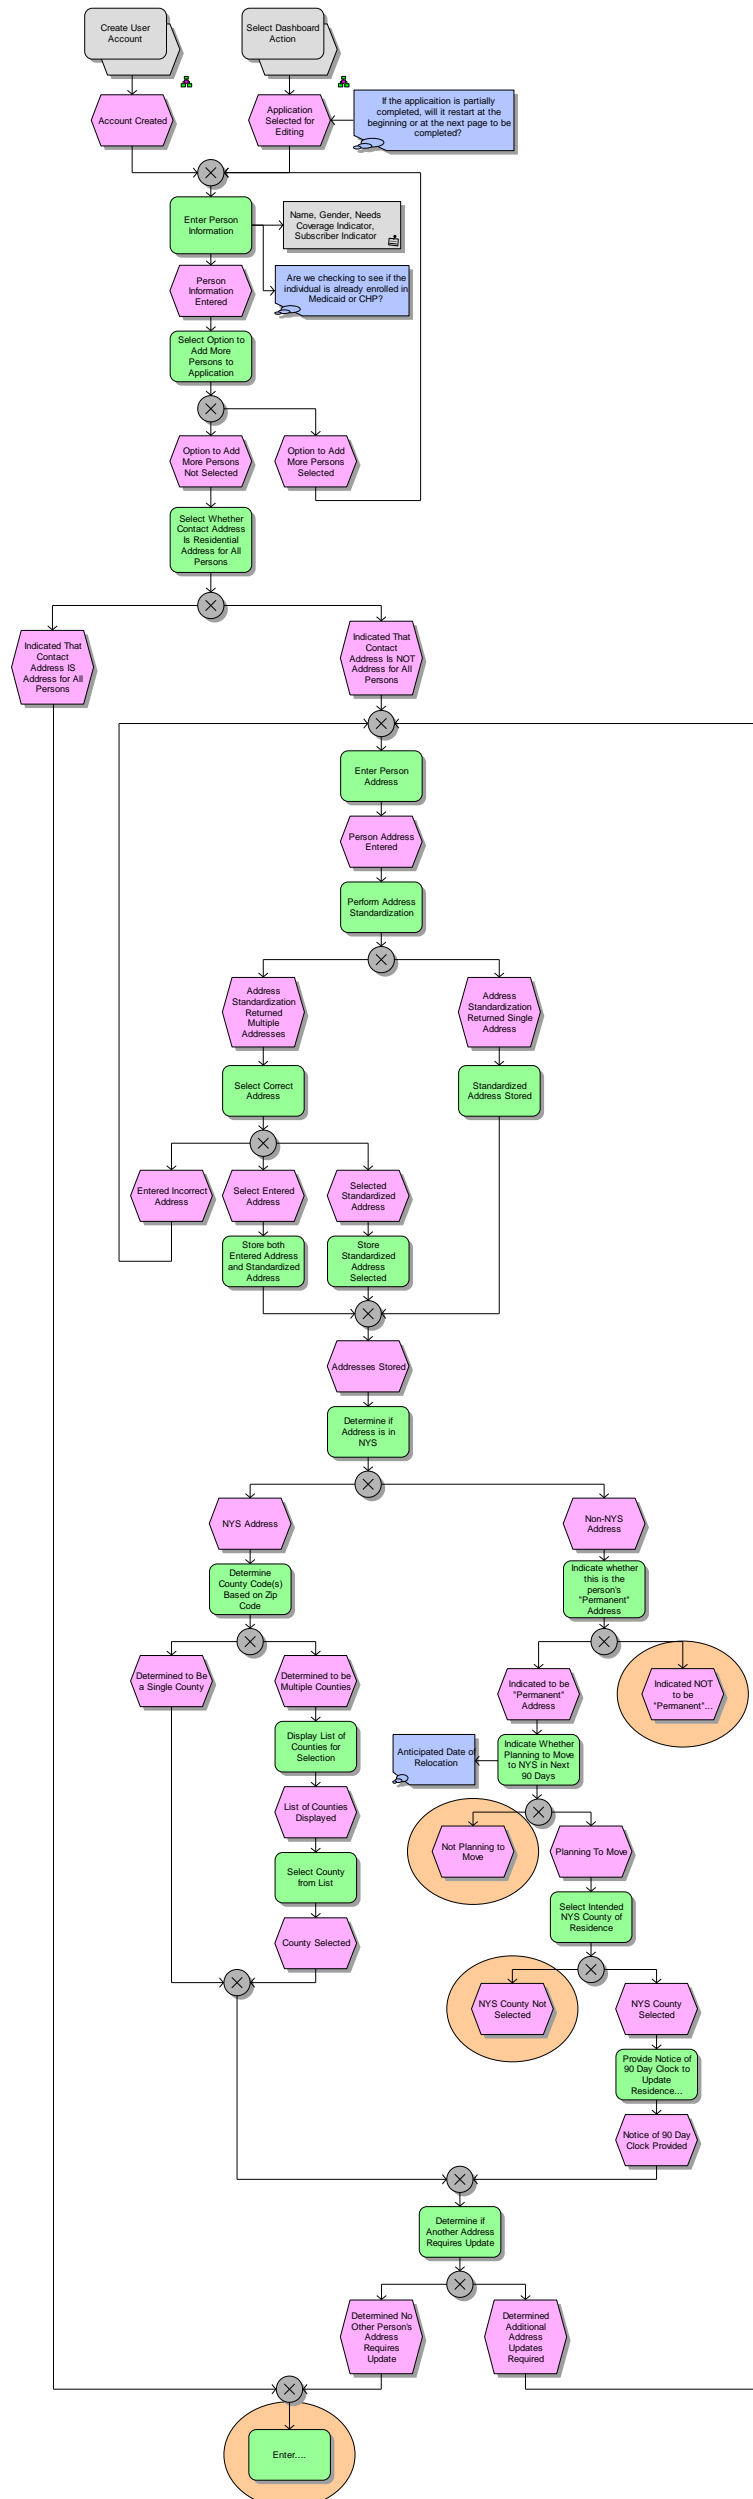 Create User
Account
Select Dashboard
Action
Account Created
Application
Selected for
Editing
If the applicaition is partially
completed, will it restart at the
beginning or at the next page to be
completed?
Enter Person
Information
Name, Gender, Needs
Coverage Indicator,
Subscriber Indicator
Person
Information
Entered
Are we checking to see if the
individual is already enrolled in
Medicaid or CHP?
Select Option to
Add More
Persons to
Application
Option to Add
More Persons
Not Selected
Option to Add
More Persons
Selected
Select Whether
Contact Address
Is Residential
Address for All
Persons
Indicated That
Contact
Address IS
Address for All
Persons
Indicated That
Contact
Address Is NOT
Address for All
Persons
Enter Person
Address
Person Address
Entered
Perform Address
Standardization
Address
Standardization
Returned
Multiple
Addresses
Address
Standardization
Returned Single
Address
Select Correct
Address
Standardized
Address Stored
Entered Incorrect
Address
Select Entered
Address
Selected
Standardized
Address
Store both
Entered Address
and Standardized
Address
Store
Standardized
Address
Selected
Addresses Stored
Determine if
Address is in
NYS
NYS Address
Non-NYS
Address
Determine
County Code(s)
Based on Zip
Code
Indicate whether
this is the
person's
"Permanent"
Address
Determined to Be
a Single County
Determined to be
Multiple Counties
Indicated to be
"Permanent"
Address
Indicated NOT
to be
"Permanent"...
Display List of
Counties for
Selection
Anticipated Date of
Relocation
Indicate Whether
Planning to Move
to NYS in Next
90 Days
List of Counties
Displayed
Not Planning to
Move
Planning To Move
Select County
from List
Select Intended
NYS County of
Residence
County Selected
NYS County Not
Selected
NYS County
Selected
Provide Notice of
90 Day Clock to
Update
Residence...
Notice of 90 Day
Clock Provided
Determine if
Another Address
Requires Update
Determined No
Other Person's
Address
Requires
Update
Determined
Additional
Address
Updates
Required
Enter....